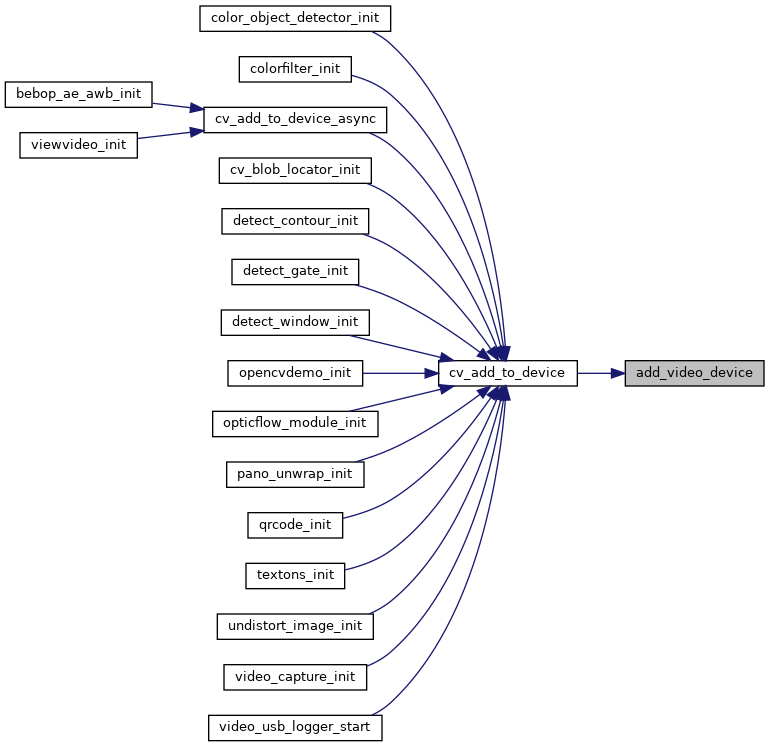 color_object_detector_init
colorfilter_init
bebop_ae_awb_init
cv_add_to_device_async
viewvideo_init
cv_blob_locator_init
detect_contour_init
detect_gate_init
detect_window_init
opencvdemo_init
cv_add_to_device
add_video_device
opticflow_module_init
pano_unwrap_init
qrcode_init
textons_init
undistort_image_init
video_capture_init
video_usb_logger_start